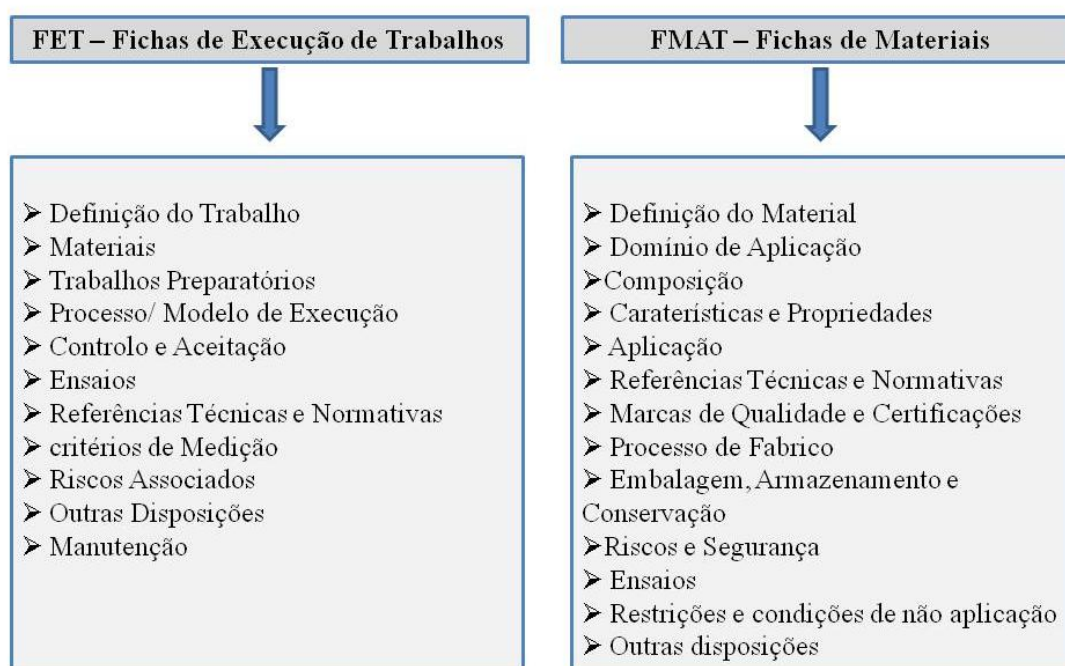 FET – Fichas de Execução de Trabalhos
➢ Definição do Trabalho
➢ Materiais
➢ Trabalhos Preparatórios
➢ Processo/ Modelo de Execução
➢ Controlo e Aceitação
➢ Ensaios
➢ Referências Técnicas e Normativas
➢ critérios de Medição
➢ Riscos Associados
➢ Outras Disposições
➢ Manutenção
FMAT – Fichas de Materiais
➢ Definição do Material
➢ Domínio de Aplicação
➢Composição
➢ Caraterísticas e Propriedades
➢ Aplicação
➢ Referências Técnicas e Normativas
➢ Marcas de Qualidade e Certificações
➢ Processo de Fabrico
➢ Embalagem, Armazenamento e
Conservação
➢Riscos e Segurança
➢ Ensaios
➢ Restrições e condições de não aplicação
➢ Outras disposições